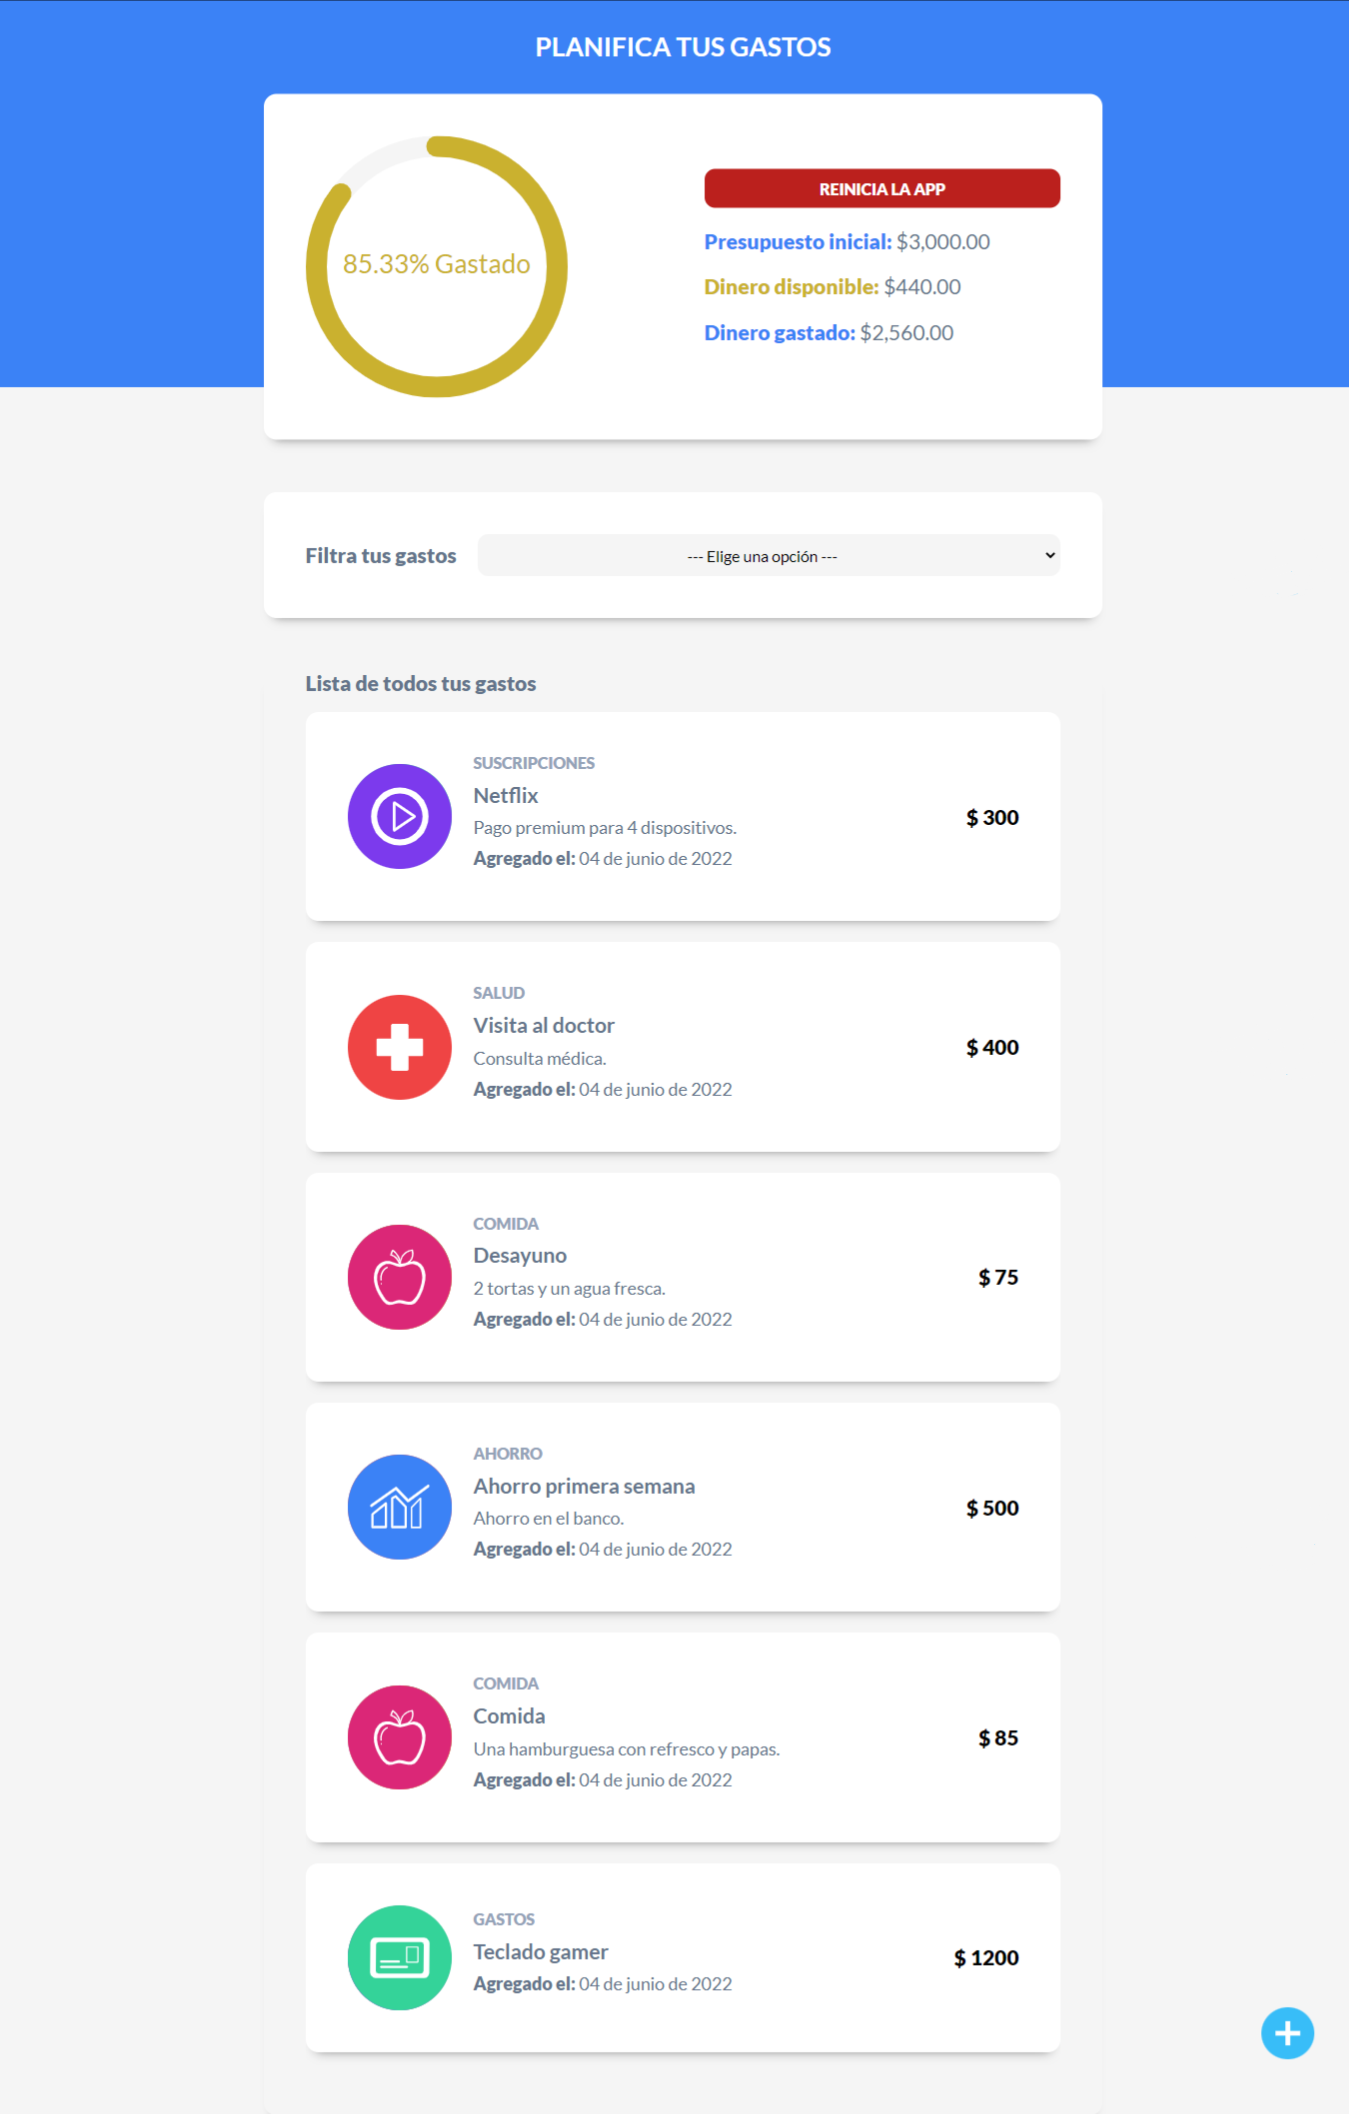 PLANIFICA TUS GASTOS
85.33% Gastado
REINICIA LA APP
Presupuesto inicial: $3,000.00
Dinero disponible: $440.00
Dinero gastado: $2,560.00
Filtra tus gastos
--- Elige una opción ---
Lista de todos tus gastos
SUSCRIPCIONES
Netflix
Pago premium para 4 dispositivos.
Agregado el: 04 de junio de 2022
$ 300
SALUD
Visita al doctor
Consulta médica.
Agregado el: 04 de junio de 2022
$ 400
COMIDA
Desayuno
2 tortas y un agua fresca.
Agregado el: 04 de junio de 2022
$ 75
AHORRO
Ahorro primera semana
Ahorro en el banco.
Agregado el: 04 de junio de 2022
$ 500
COMIDA
Comida
Una hamburguesa con refresco y papas.
Agregado el: 04 de junio de 2022
$ 85
GASTOS
Teclado gamer
Agregado el: 04 de junio de 2022
$ 1200